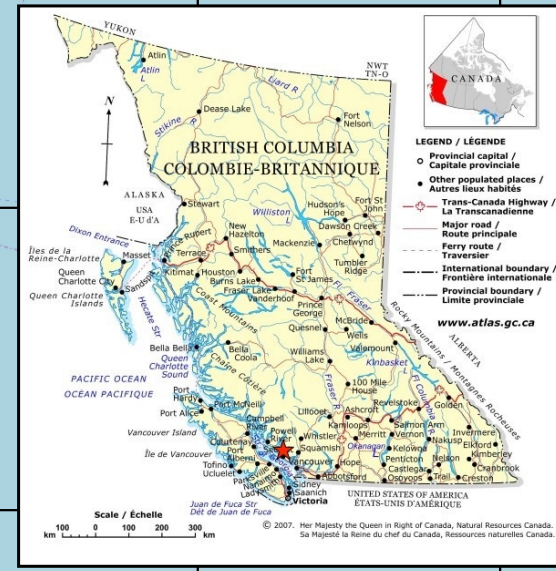 YUKON
NWT
TN-O
Atlin
Atlin
L
Liard R
CANADA
N
Dease Lake
Stikine R
Fort
Nelson
BRITISH COLUMBIA
COLOMBIE-BRITANNIQUE
LEGEND / LÉGENDE
Provincial capital /
Capitale provinciale
Other populated places /
Autres lieux habités
Trans-Canada Highway /
La Transcanadienne
Major road /
Route principale
Ferry route /
Traversier
International boundary /
Frontière internationale
Provincial boundary /
Limite provinciale
www.atlas.gc.ca
ALASKA
USA
É-U d'A
Stewart
Williston
L
Hudson's
Hope
Fort St
John
Dawson Creek
Chetwynd
Dixon Entrance
Prince Rupert
New
Hazelton
Mackenzie
Tumbler
Ridge
Îles de la
Reine-Charlotte
Masset
Terrace
Smithers
Queen
Charlotte City
Sandspit
Kitimat
Houston
Burns Lake
Fort
St James
Queen Charlotte
Islands
Fraser Lake
Vanderhoof
Prince
George
Fl Fraser
Hecate Str
Coast Mountains
Quesnel
McBride
Wells
Valemount
Rocky Mountains / Montagnes Rocheuses
ALBERTA
Bella Bella
Bella
Coola
Williams
Lake
Kinbasket
L
Queen
Charlotte
Sound
Chaîne Côtière
PACIFIC OCEAN
OCÉAN PACIFIQUE
Fraser R
100 Mile
House
Fl Columbia
Port
Hardy
Port McNeill
Port Alice
Campbell
River
Lillooet
Ashcroft
Revelstoke
Golden
Kamloops
Salmon Arm
Vancouver Island
Courtenay
Powell
River
Whistler
Merritt
Vernon
Nakusp
Invermere
Elkford
Île de Vancouver
Port
Alberni
Squamish
Okanagan
L
Kelowna
Kimberley
Tofino
Ucluelet
Vancouver
Hope
Penticton
Nelson
Cranbrook
Castlegar
Parksville
Nanaimo
Ladysmith
Abbotsford
Osoyoos
Trail
Creston
Sidney
Saanich
Victoria
Juan de Fuca Str
Dét de Juan de Fuca
UNITED STATES OF AMERICA
ÉTATS-UNIS D'AMÉRIQUE
Scale / Échelle
100 0 100 200 300
km km
© 2007. Her Majesty the Queen in Right of Canada, Natural Resources Canada.
Sa Majesté la Reine du chef du Canada, Ressources naturelles Canada.